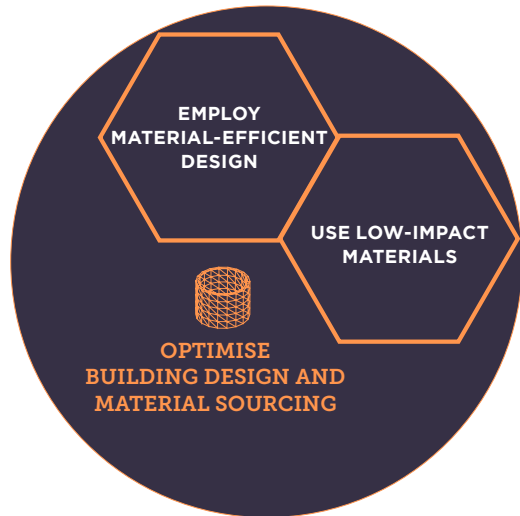 EMPLOY
MATERIAL-EFFICIENT
DESIGN
USE LOW-IMPACT
MATERIALS
OPTIMISE
BUILDING DESIGN AND
MATERIAL SOURCING